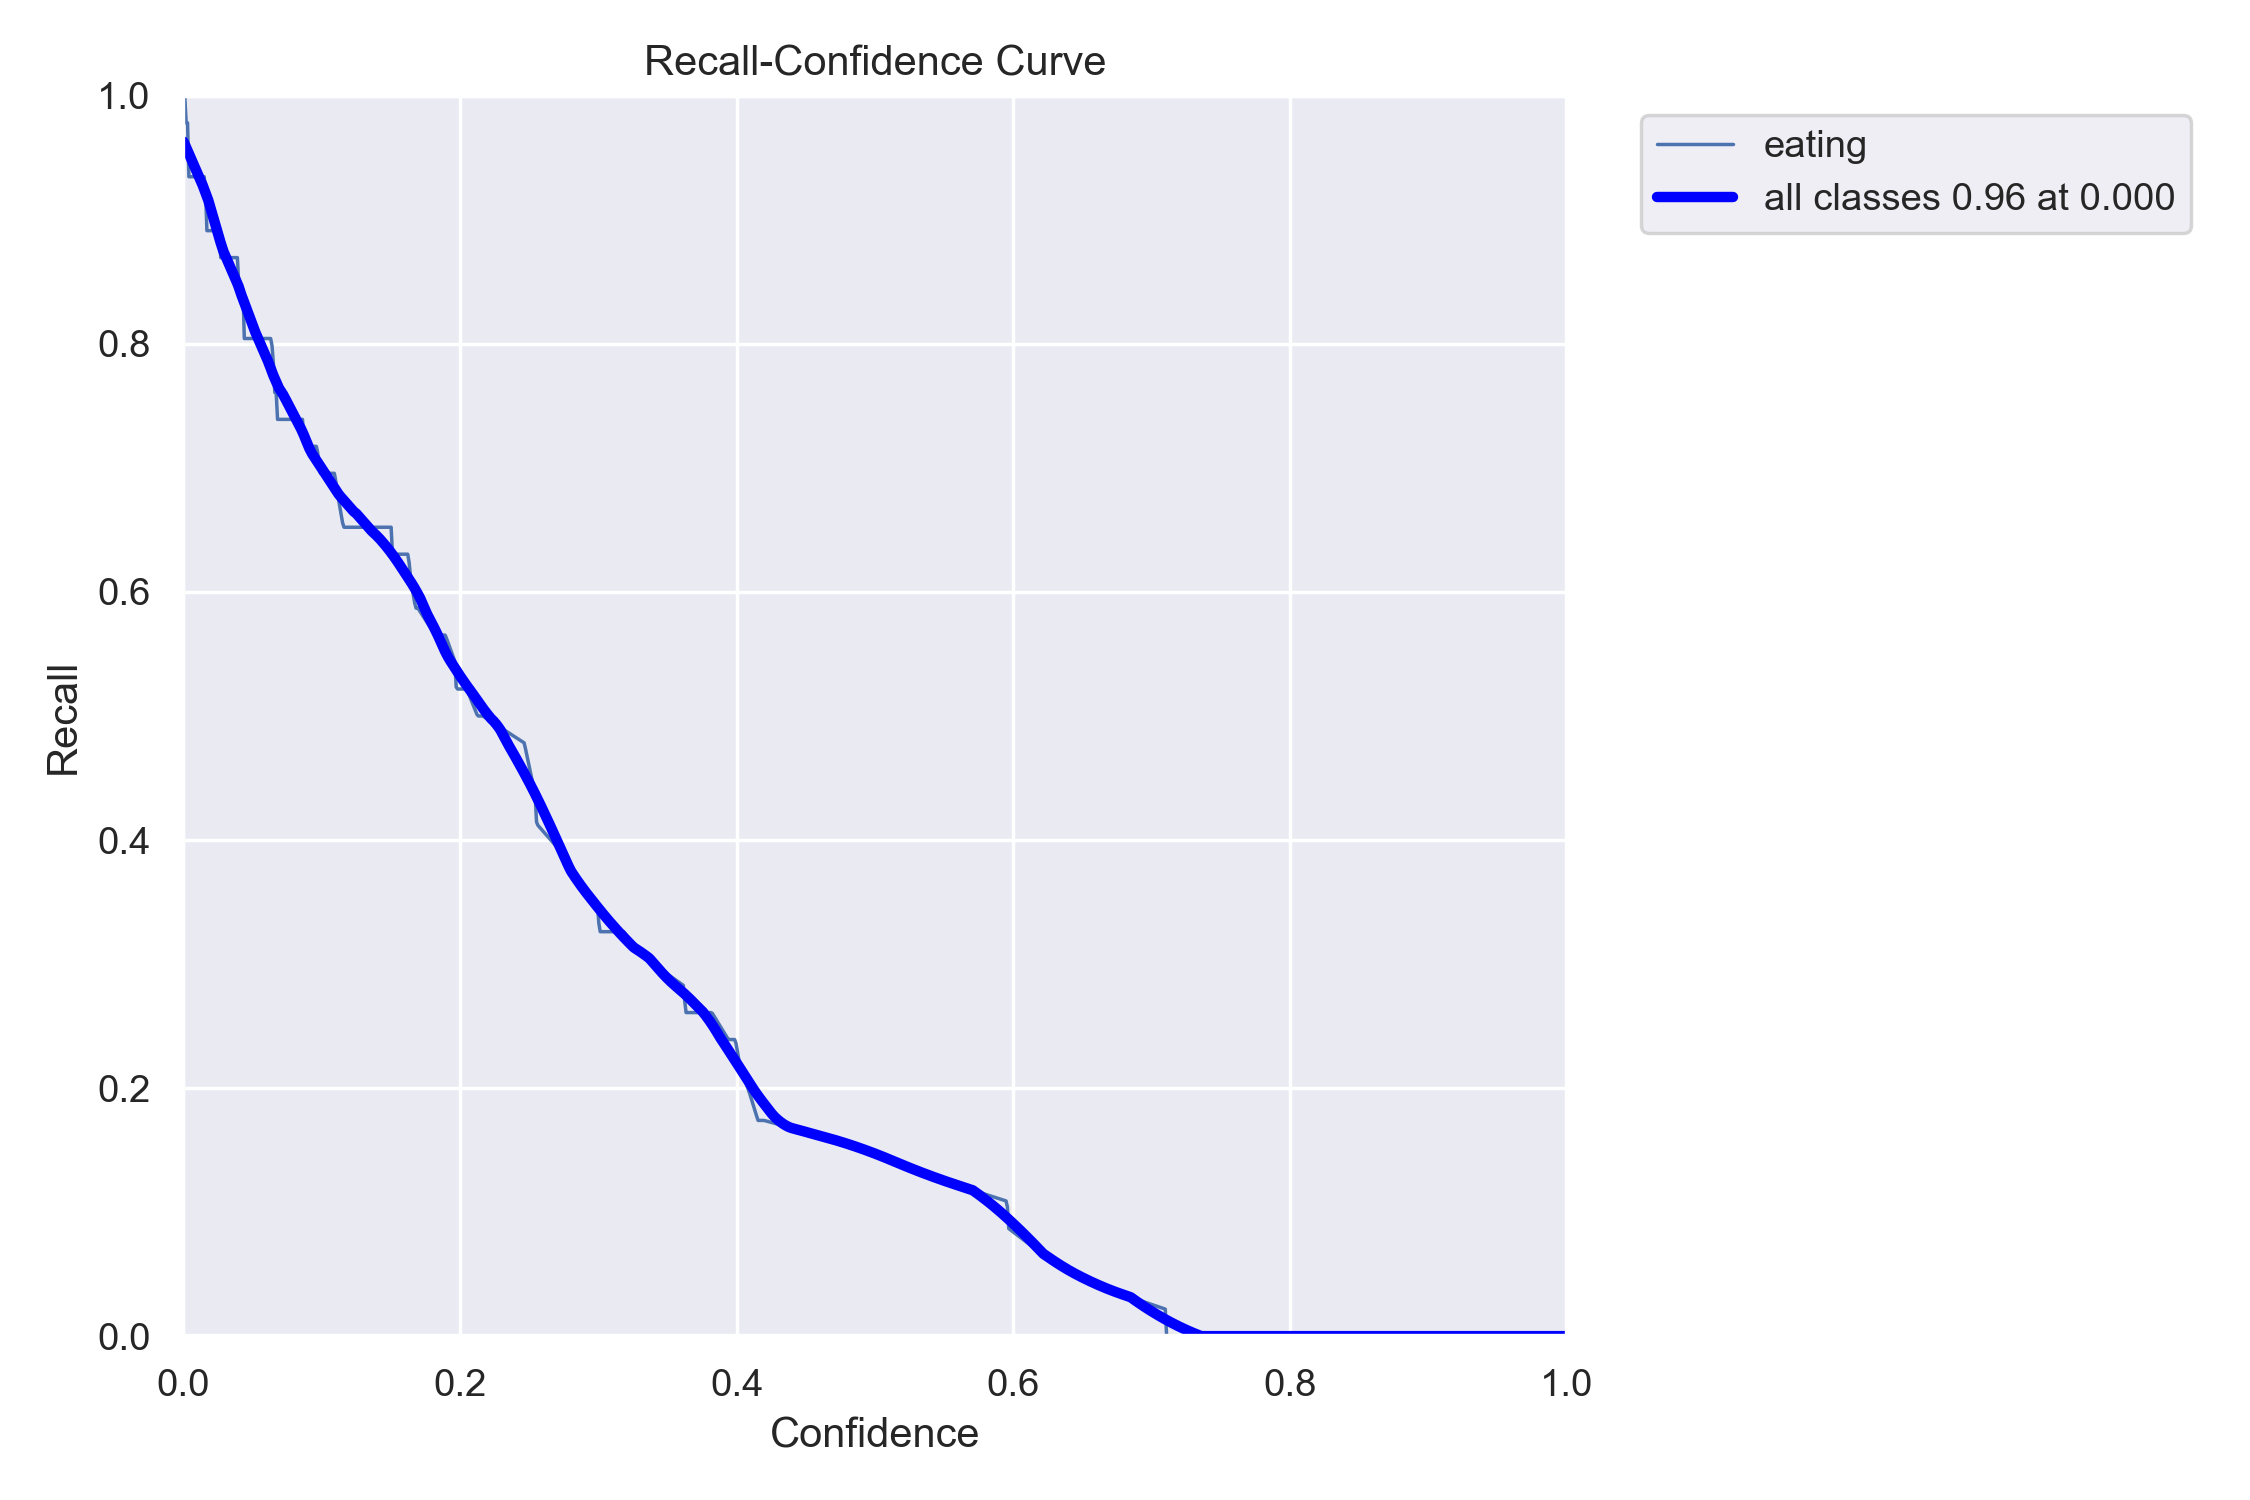 Recall-Confidence Curve
1.0
0.8
0.6
0.4
0.2
0.0
Recall
0.0 0.2 0.4 0.6 0.8 1.0
Confidence
eating
all classes 0.96 at 0.000